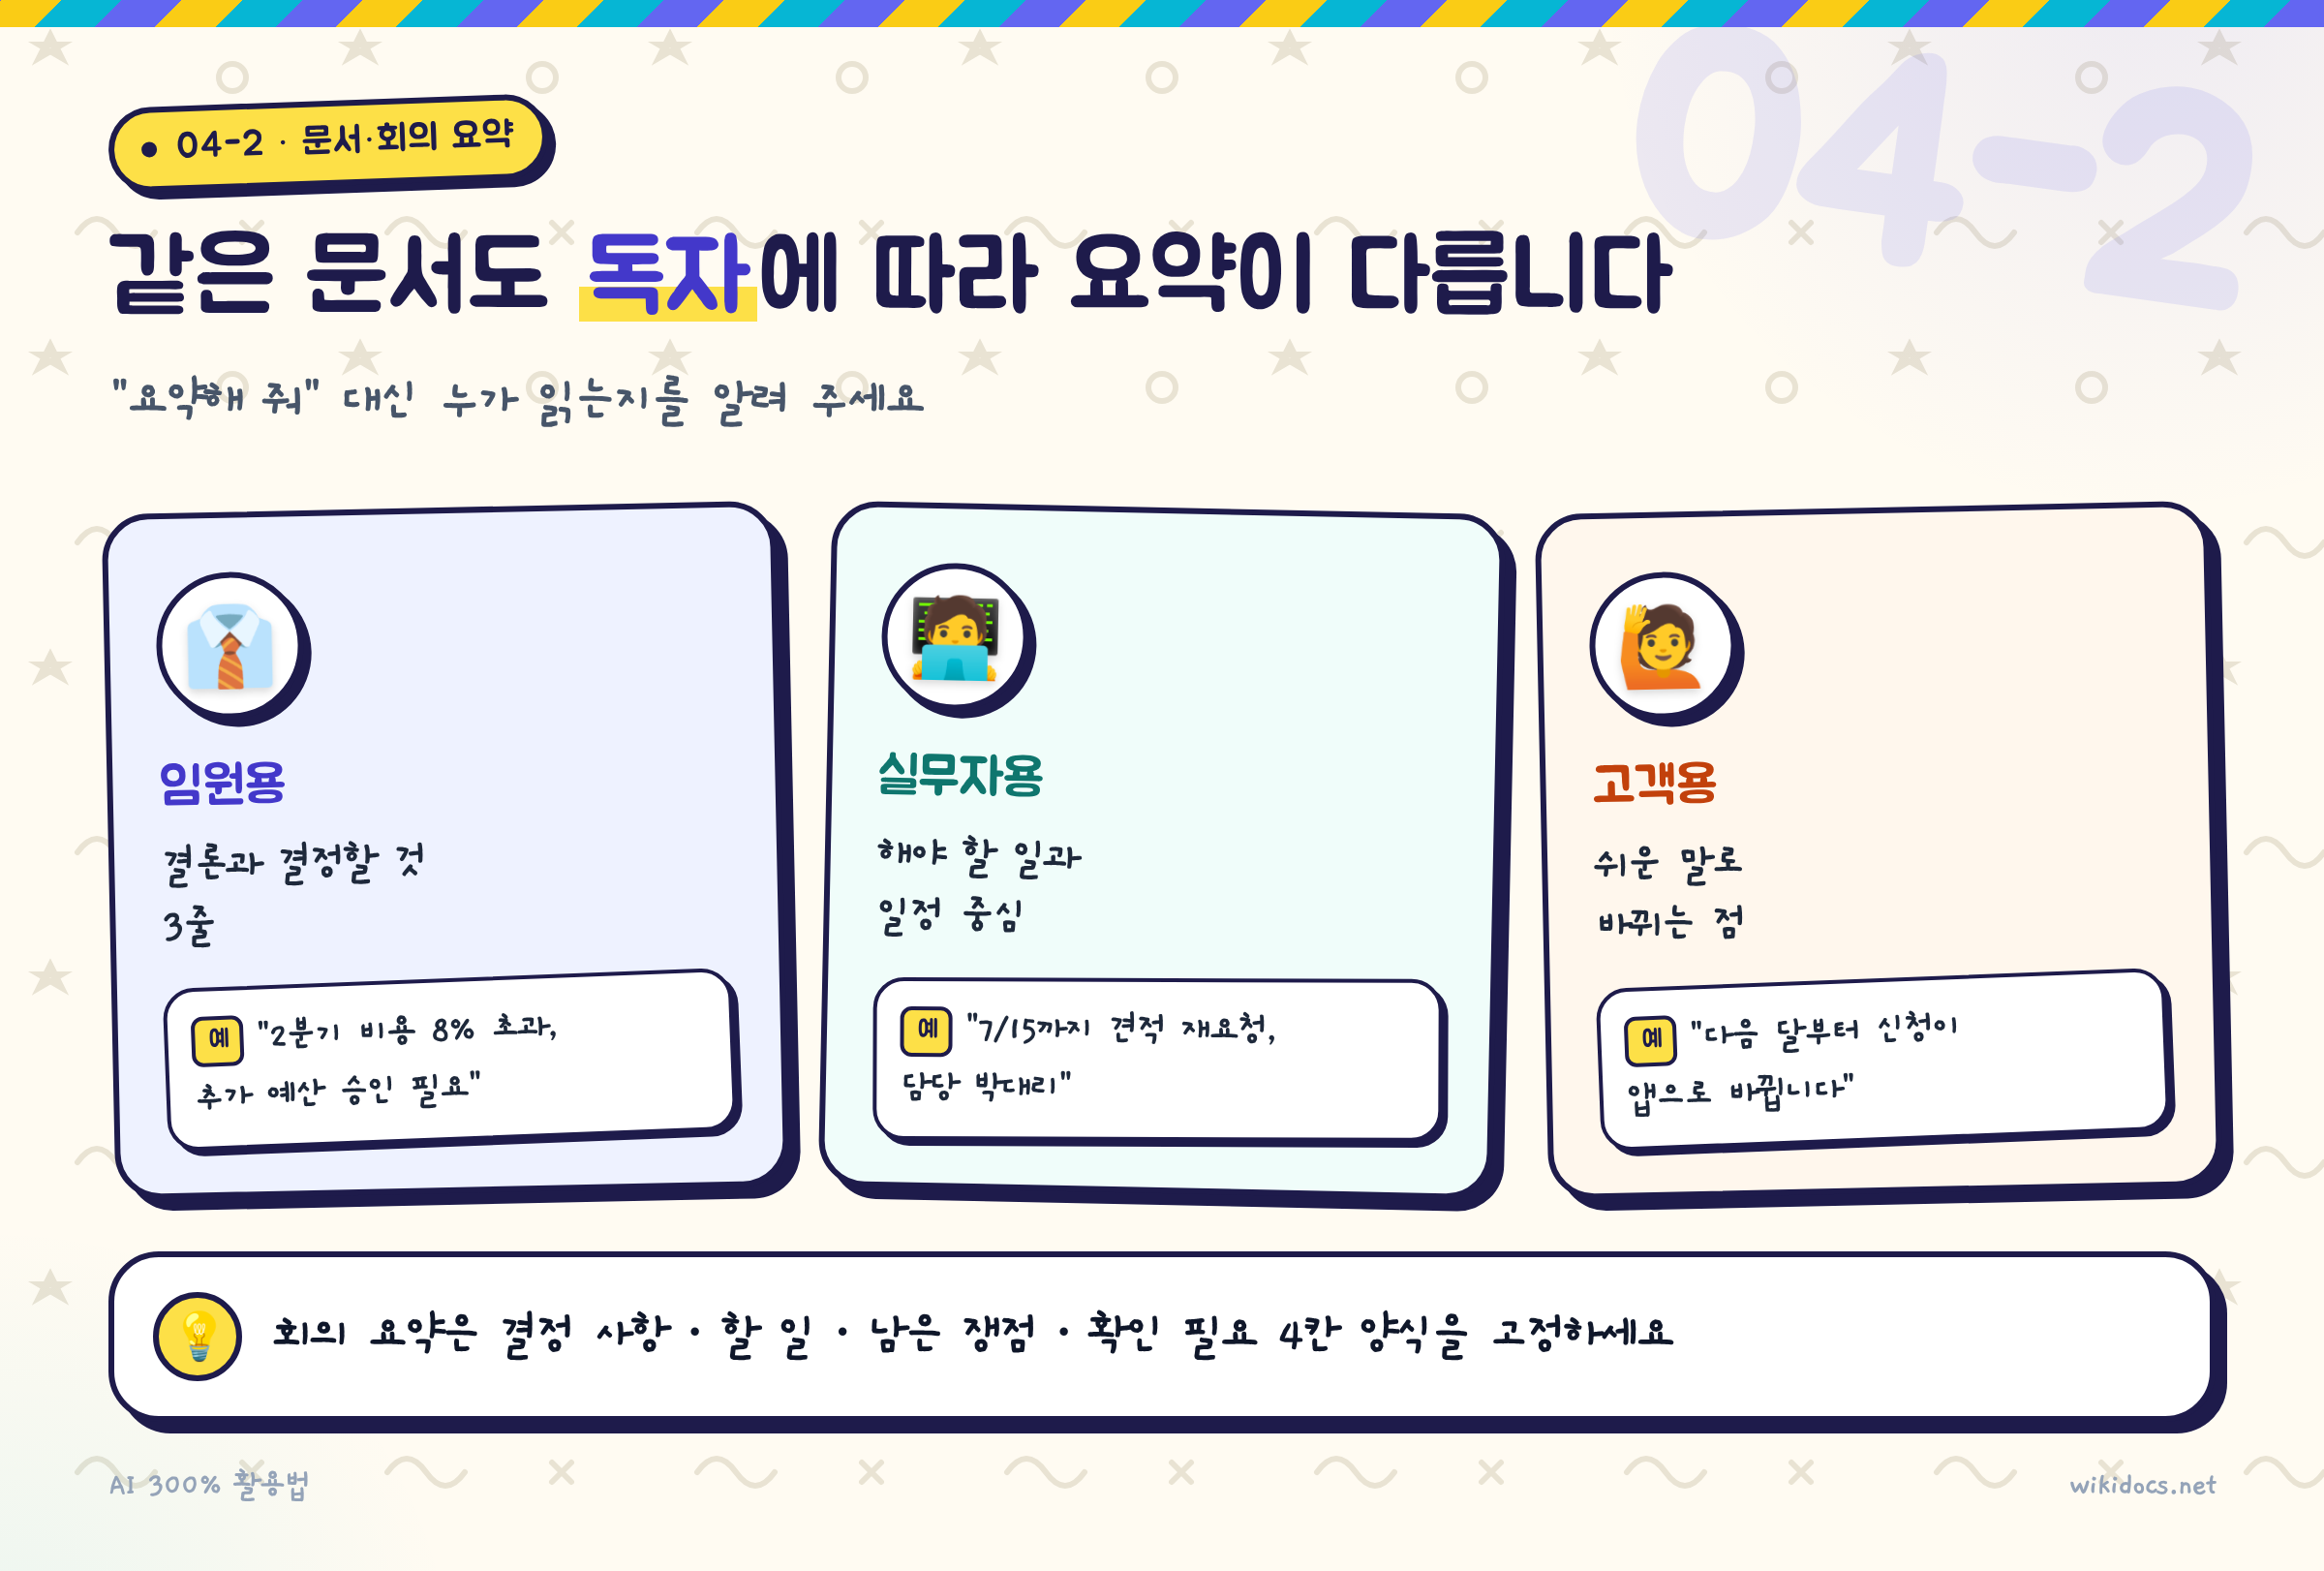 04-2
04-2 · 문서·회의 요약
같은 문서도 독자에 따라 요약이 다릅니다
"요약해 줘" 대신 누가 읽는지를 알려 주세요
임원용
결론과 결정할 것
3줄
예 "2분기 비용 8% 초과,
추가 예산 승인 필요"
실무자용
해야 할 일과
일정 중심
예 "7/15까지 견적 재요청,
담당 박대리"
고객용
쉬운 말로
바뀌는 점
예 "다음 달부터 신청이
앱으로 바뀝니다"
회의 요약은 결정 사항 · 할 일 · 남은 쟁점 · 확인 필요 4칸 양식을 고정하세요
AI 300% 활용법
wikidocs.net